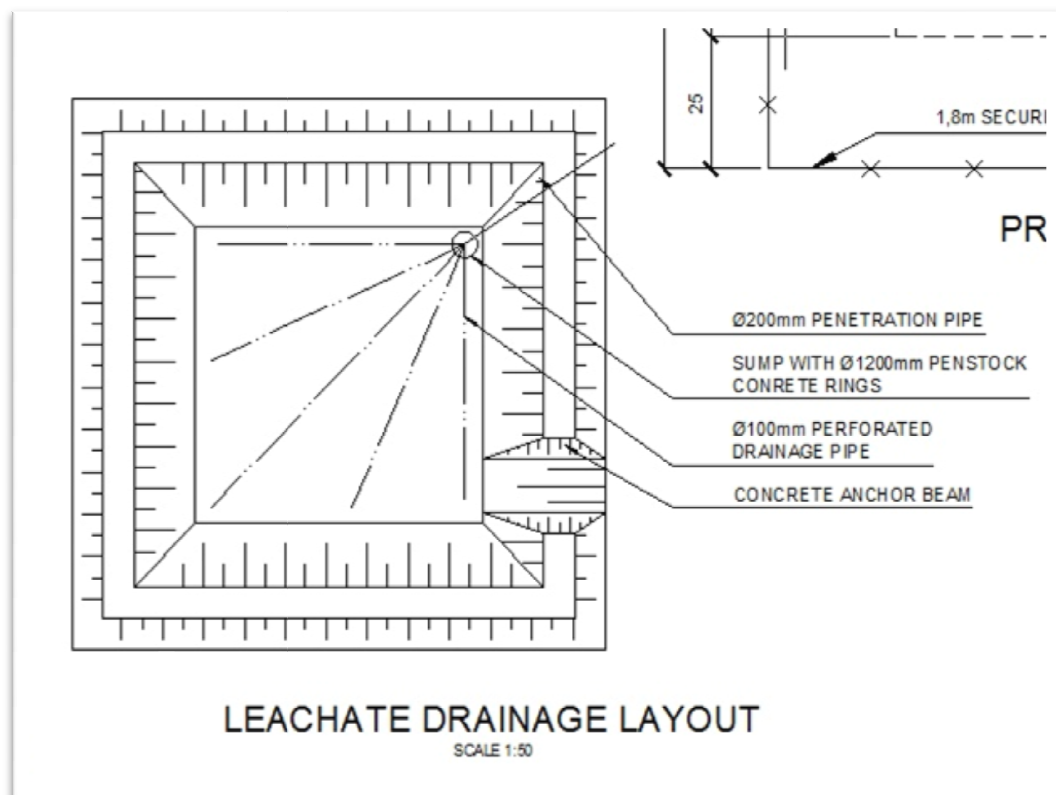 25
1,8m SECURI
PR
Ø200mm PENETRATION PIPE
SUMP WITH Ø1200mm PENSTOCK
CONRETE RINGS
Ø100mm PERFORATED
DRAINAGE PIPE
CONCRETE ANCHOR BEAM
LEACHATE DRAINAGE LAYOUT
SCALE 1:50